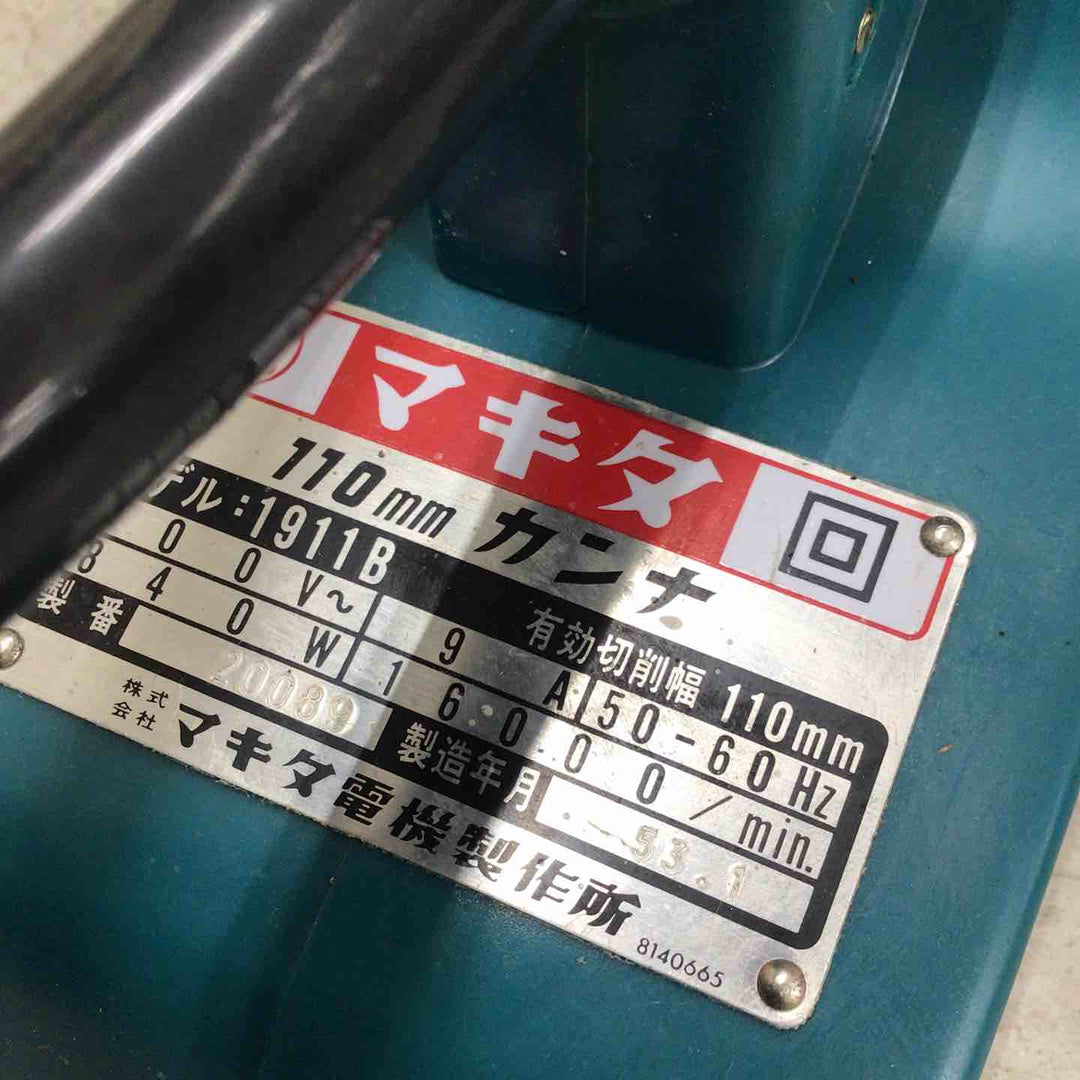 マキタ
110mm カンナ
デル:1911B 有効切削幅 110mm
00V~ 9 A 50-60Hz
840W 16.000/min.
製番 20089 製造年月 53.1
株式会社 マキタ電機製作所
8140665